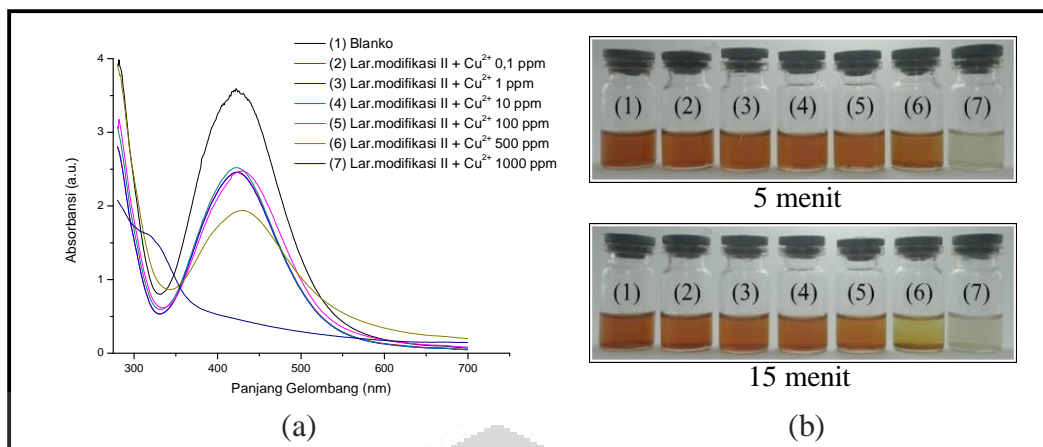 (1) Blanko
(2) Lar.modifikasi II + Cu²⁺ 0,1 ppm
(3) Lar.modifikasi II + Cu²⁺ 1 ppm
(4) Lar.modifikasi II + Cu²⁺ 10 ppm
(5) Lar.modifikasi II + Cu²⁺ 100 ppm
(6) Lar.modifikasi II + Cu²⁺ 500 ppm
(7) Lar.modifikasi II + Cu²⁺ 1000 ppm
Absorbansi (a.u.)
4
3
2
1
0
300
400
500
600
700
Panjang Gelombang (nm)
(a)
(1) (2) (3) (4) (5) (6) (7)
5 menit
(1) (2) (3) (4) (5) (6) (7)
15 menit
(b)